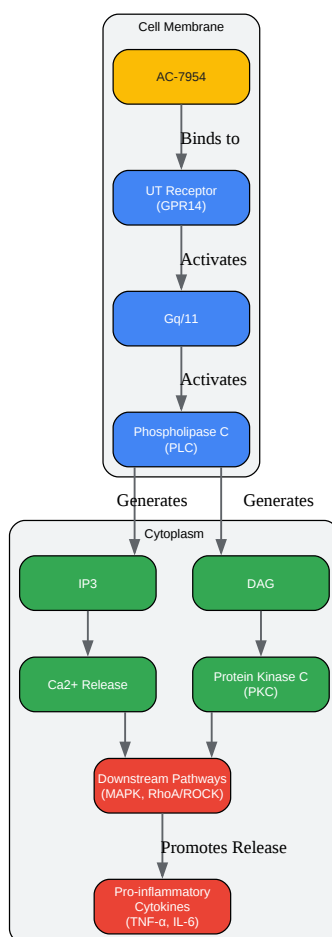 Cell Membrane
AC-7954
Binds to
UT Receptor
(GPR14)
Activates
Gq/11
Activates
Phospholipase C
(PLC)
Generates
Generates
Cytoplasm
IP3
DAG
Ca2+ Release
Protein Kinase C
(PKC)
Downstream Pathways
(MAPK, RhoA/ROCK)
Promotes Release
Pro-inflammatory
Cytokines
(TNF-α, IL-6)